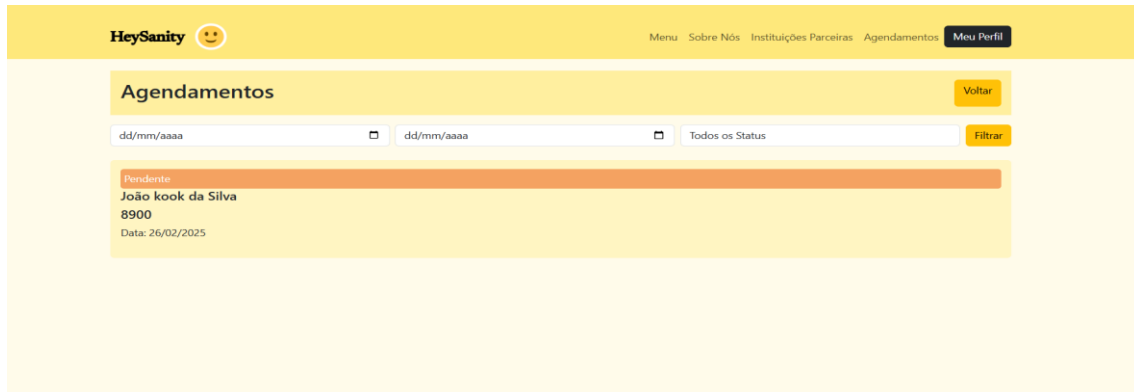 HeySanity
Menu Sobre Nós Instituições Parceiras Agendamentos Meu Perfil
Agendamentos
Voltar
dd/mm/aaaa dd/mm/aaaa Todos os Status Filtrar
Pendente
João kook da Silva
8900
Data: 26/02/2025